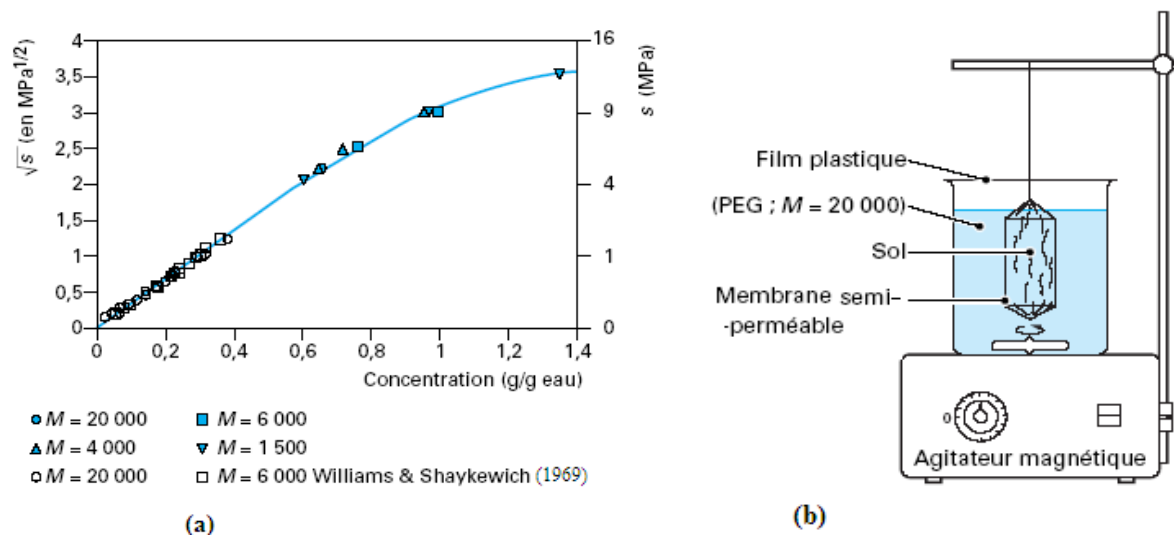 4
3,5
3
2,5
2
1,5
1
0,5
0
√s (en MPa1/2)
16
9
4
1
0
s (MPa)
0 0,2 0,4 0,6 0,8 1 1,2 1,4
Concentration (g/g eau)
M = 20 000
M = 6 000
M = 4 000
M = 1 500
M = 20 000
M = 6 000 Williams & Shaykewich (1969)
(a)
Film plastique
(PEG ; M = 20 000)
Sol
Membrane semi-
-perméable
0
Agitateur magnétique
(b)